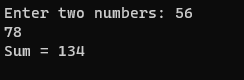 Enter two numbers: 56
78
Sum = 134